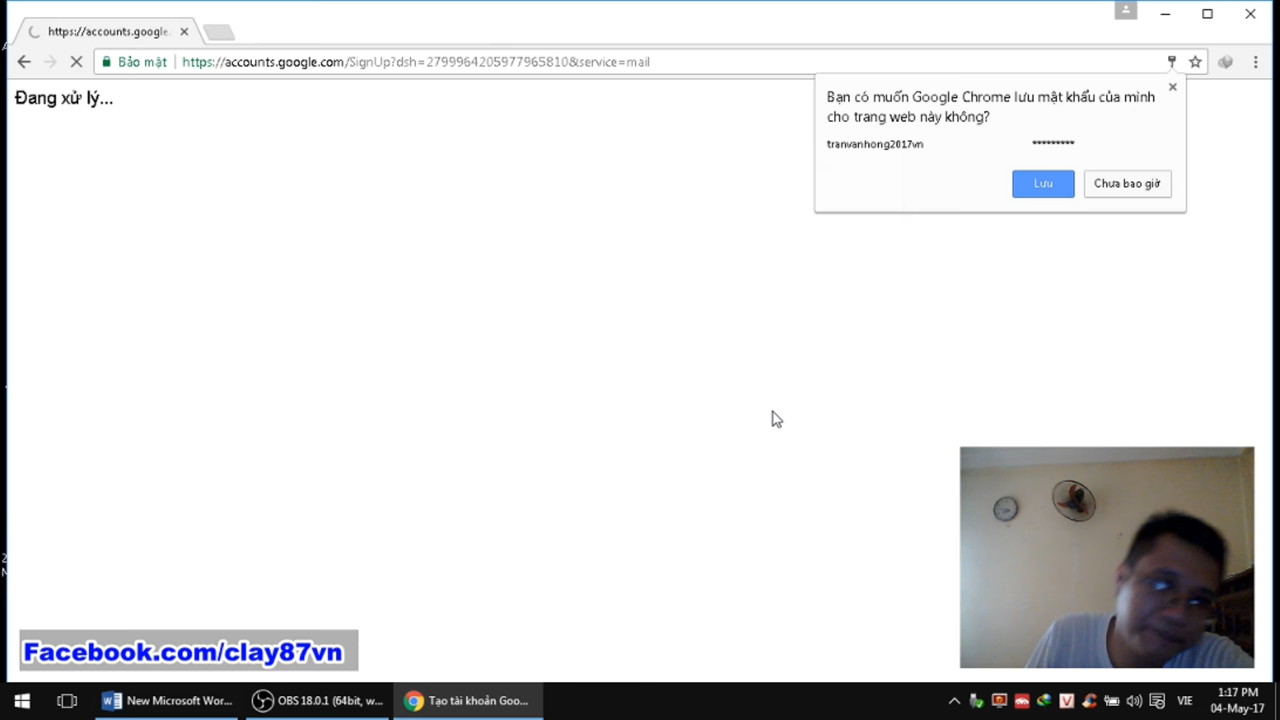 https://accounts.google.
Bảo mật
https://accounts.google.com/SignUp?dsh=2799964205977965810&service=mail
Đang xử lý...
Bạn có muốn Google Chrome lưu mật khẩu của mình
cho trang web này không?
tranvanhong2017vn *********
Lưu
Chưa bao giờ
Facebook.com/clay87vn
New Microsoft Wor...
OBS 18.0.1 (64bit, w...
Tạo tài khoản Goo...
VIE
1:17 PM
04-May-17